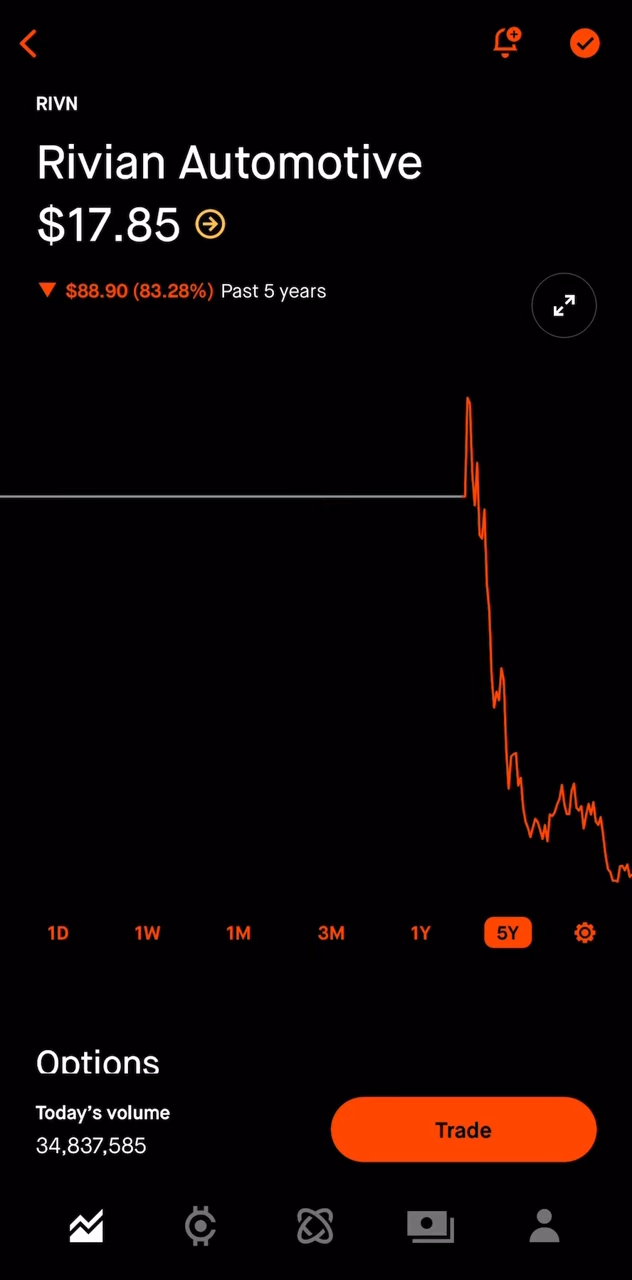 RIVN
Rivian Automotive
$17.85
$88.90 (83.28%) Past 5 years
1D 1W 1M 3M 1Y 5Y
Options
Today's volume
34,837,585
Trade